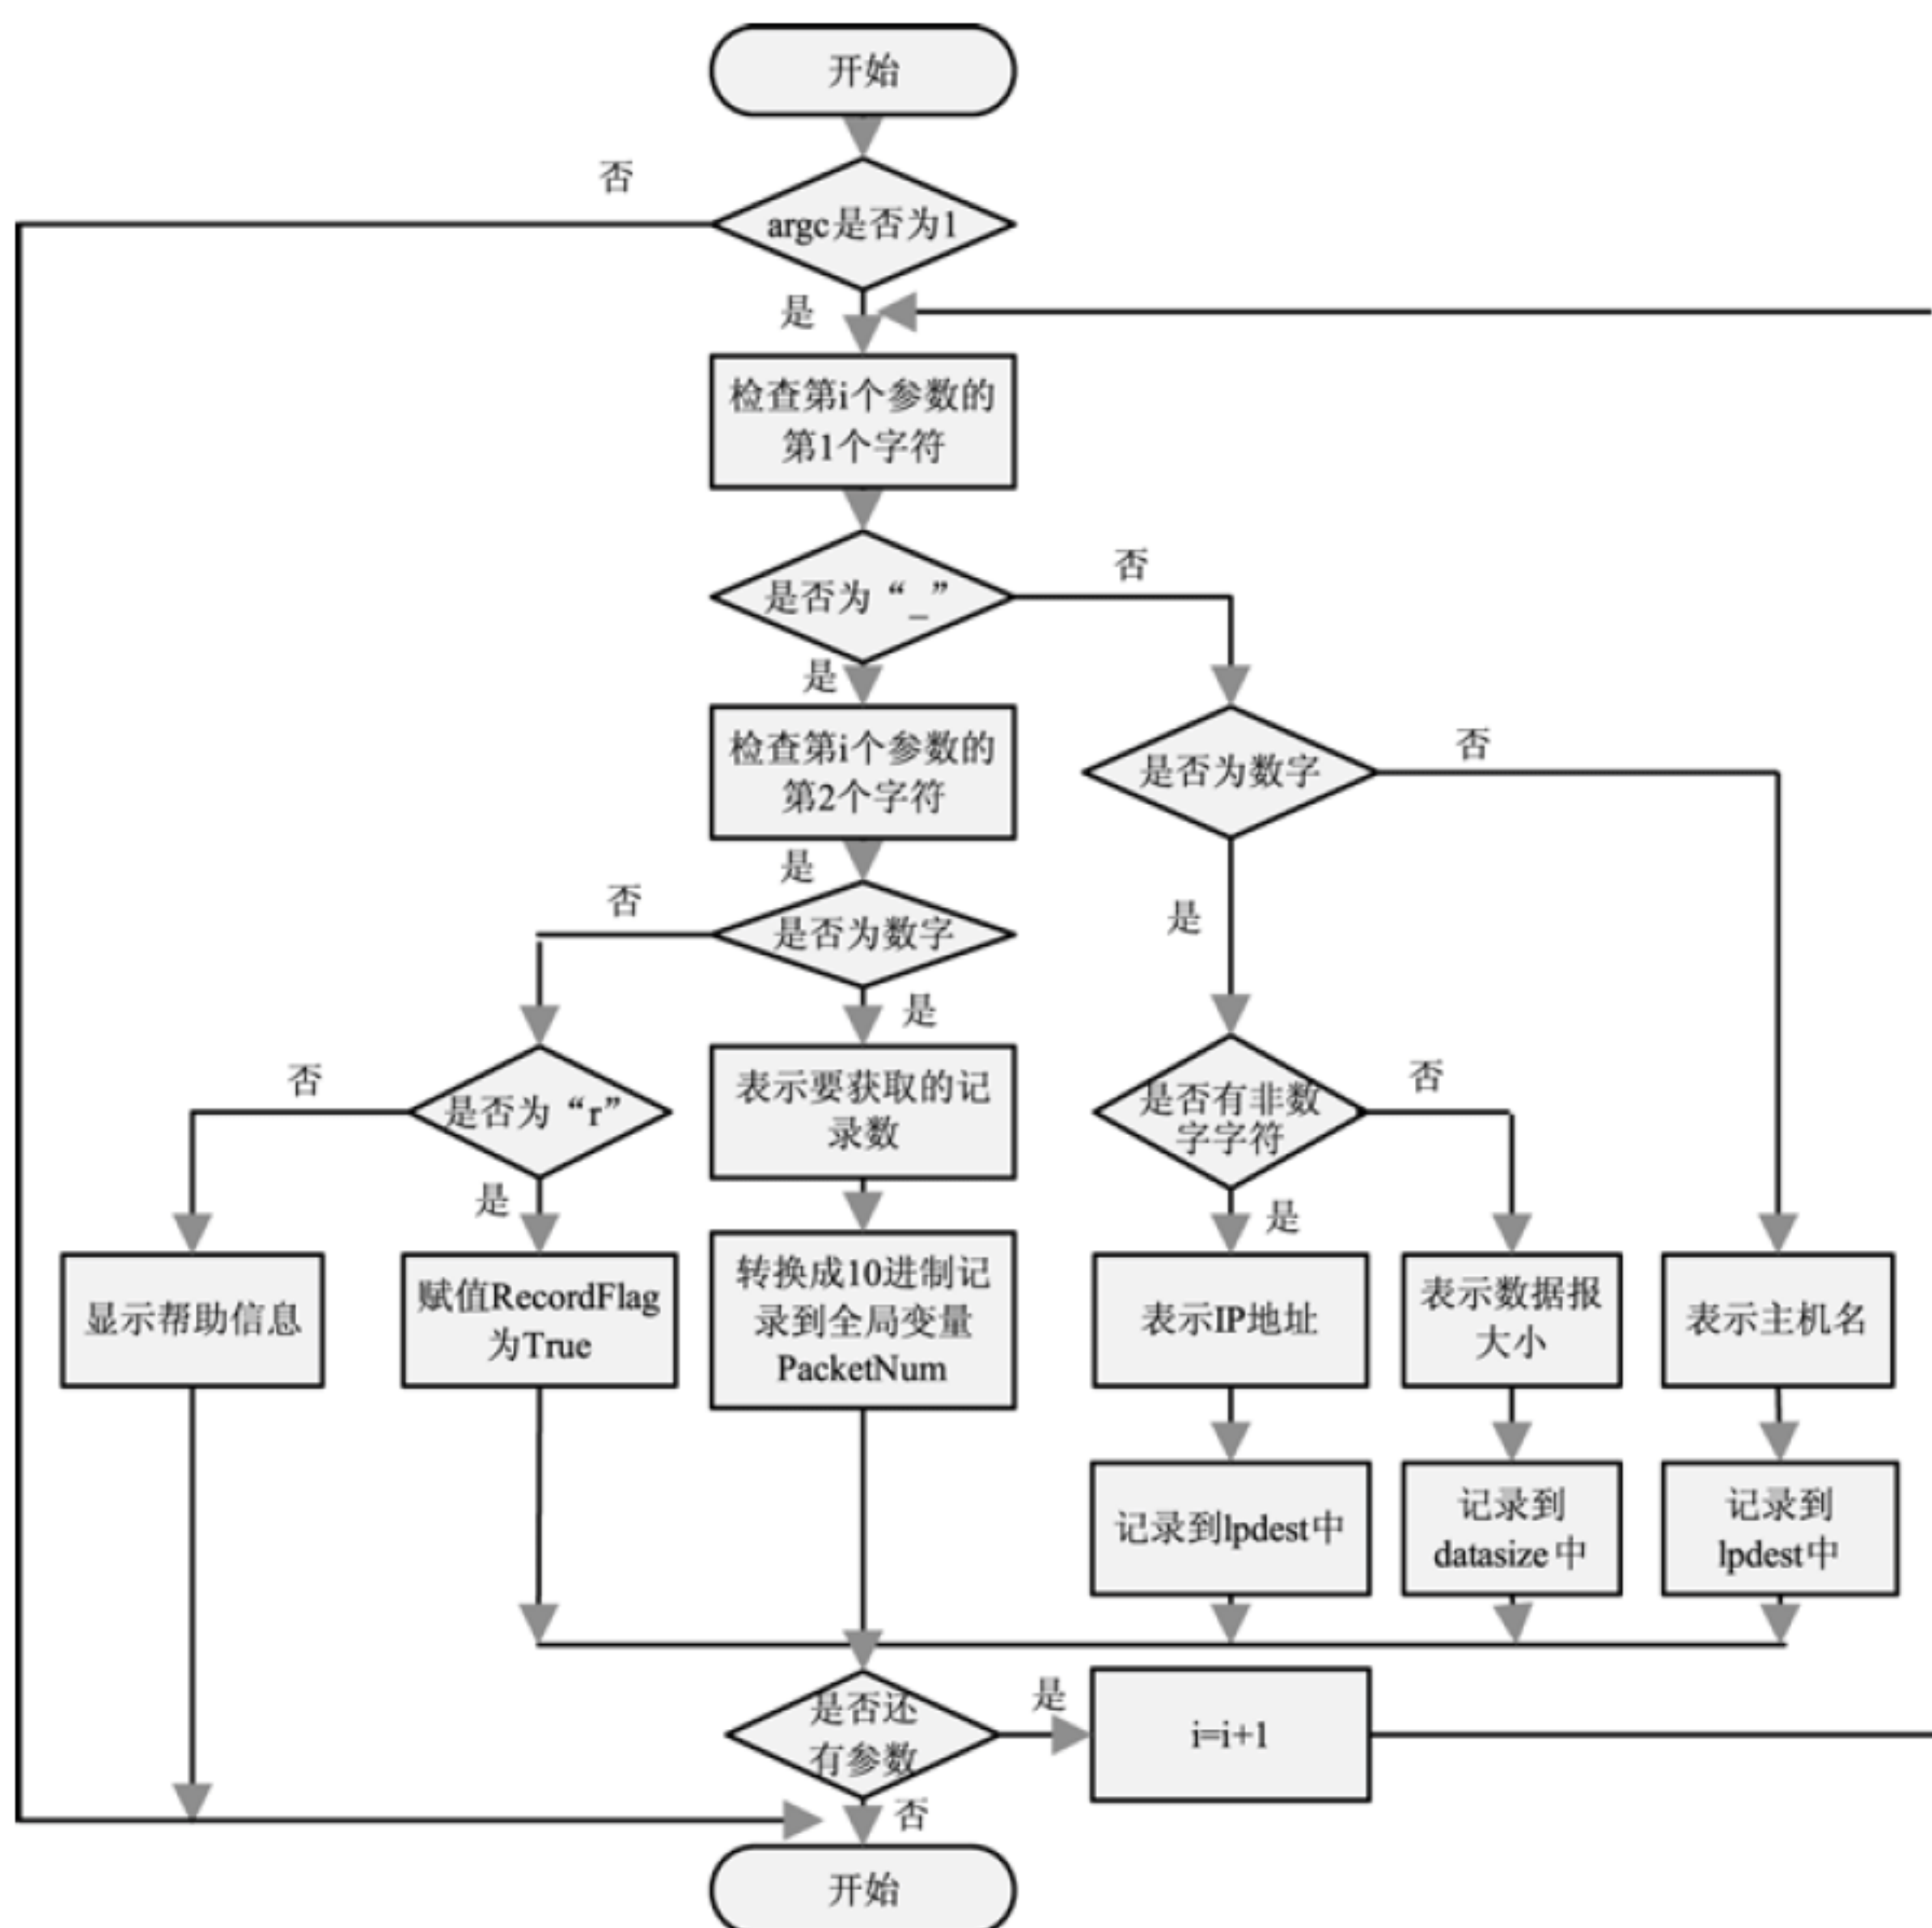 开始
否
argc是否为1
是
检查第i个参数的
第1个字符
是否为“_”
否
是
检查第i个参数的
第2个字符
是否为数字
否
是
否
是否为数字
是
是
否
是否为“r”
是
表示要获取的记
录数
是否有非数
字字符
否
是
显示帮助信息
赋值RecordFlag
为True
转换成10进制记
录到全局变量
PacketNum
表示IP地址
表示数据报
大小
表示主机名
记录到lpdest中
记录到
datasize中
记录到
lpdest中
是否还
有参数
是
i=i+1
否
开始